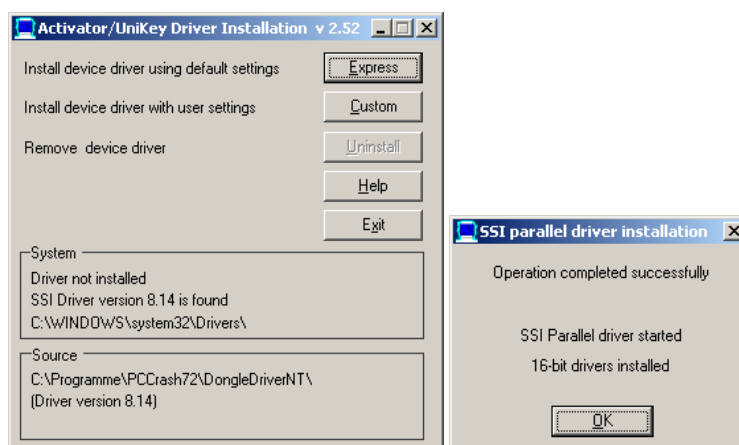 Activator/UniKey Driver Installation v 2.52
Install device driver using default settings
Express
Install device driver with user settings
Custom
Remove device driver
Uninstall
Help
Exit
System
Driver not installed
SSI Driver version 8.14 is found
C:\WINDOWS\system32\Drivers\
Source
C:\Programme\PCCrash72\DongleDriverNT\
(Driver version 8.14)
SSI parallel driver installation
Operation completed successfully
SSI Parallel driver started
16-bit drivers installed
OK